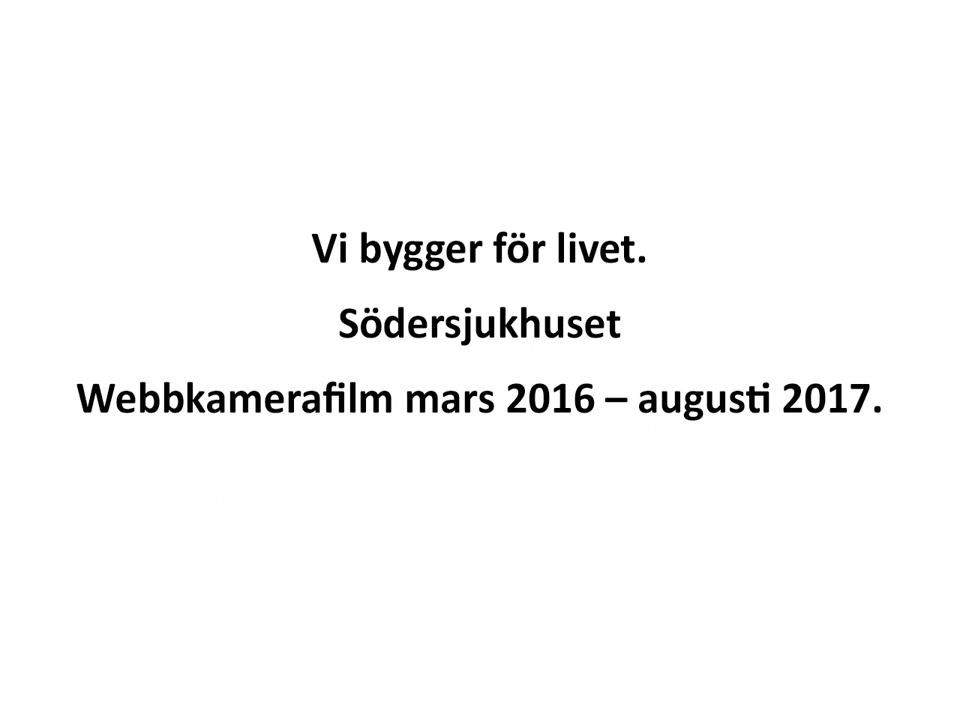 Vi bygger för livet.
Södersjukhuset
Webbkamerafilm mars 2016 – augusti 2017.